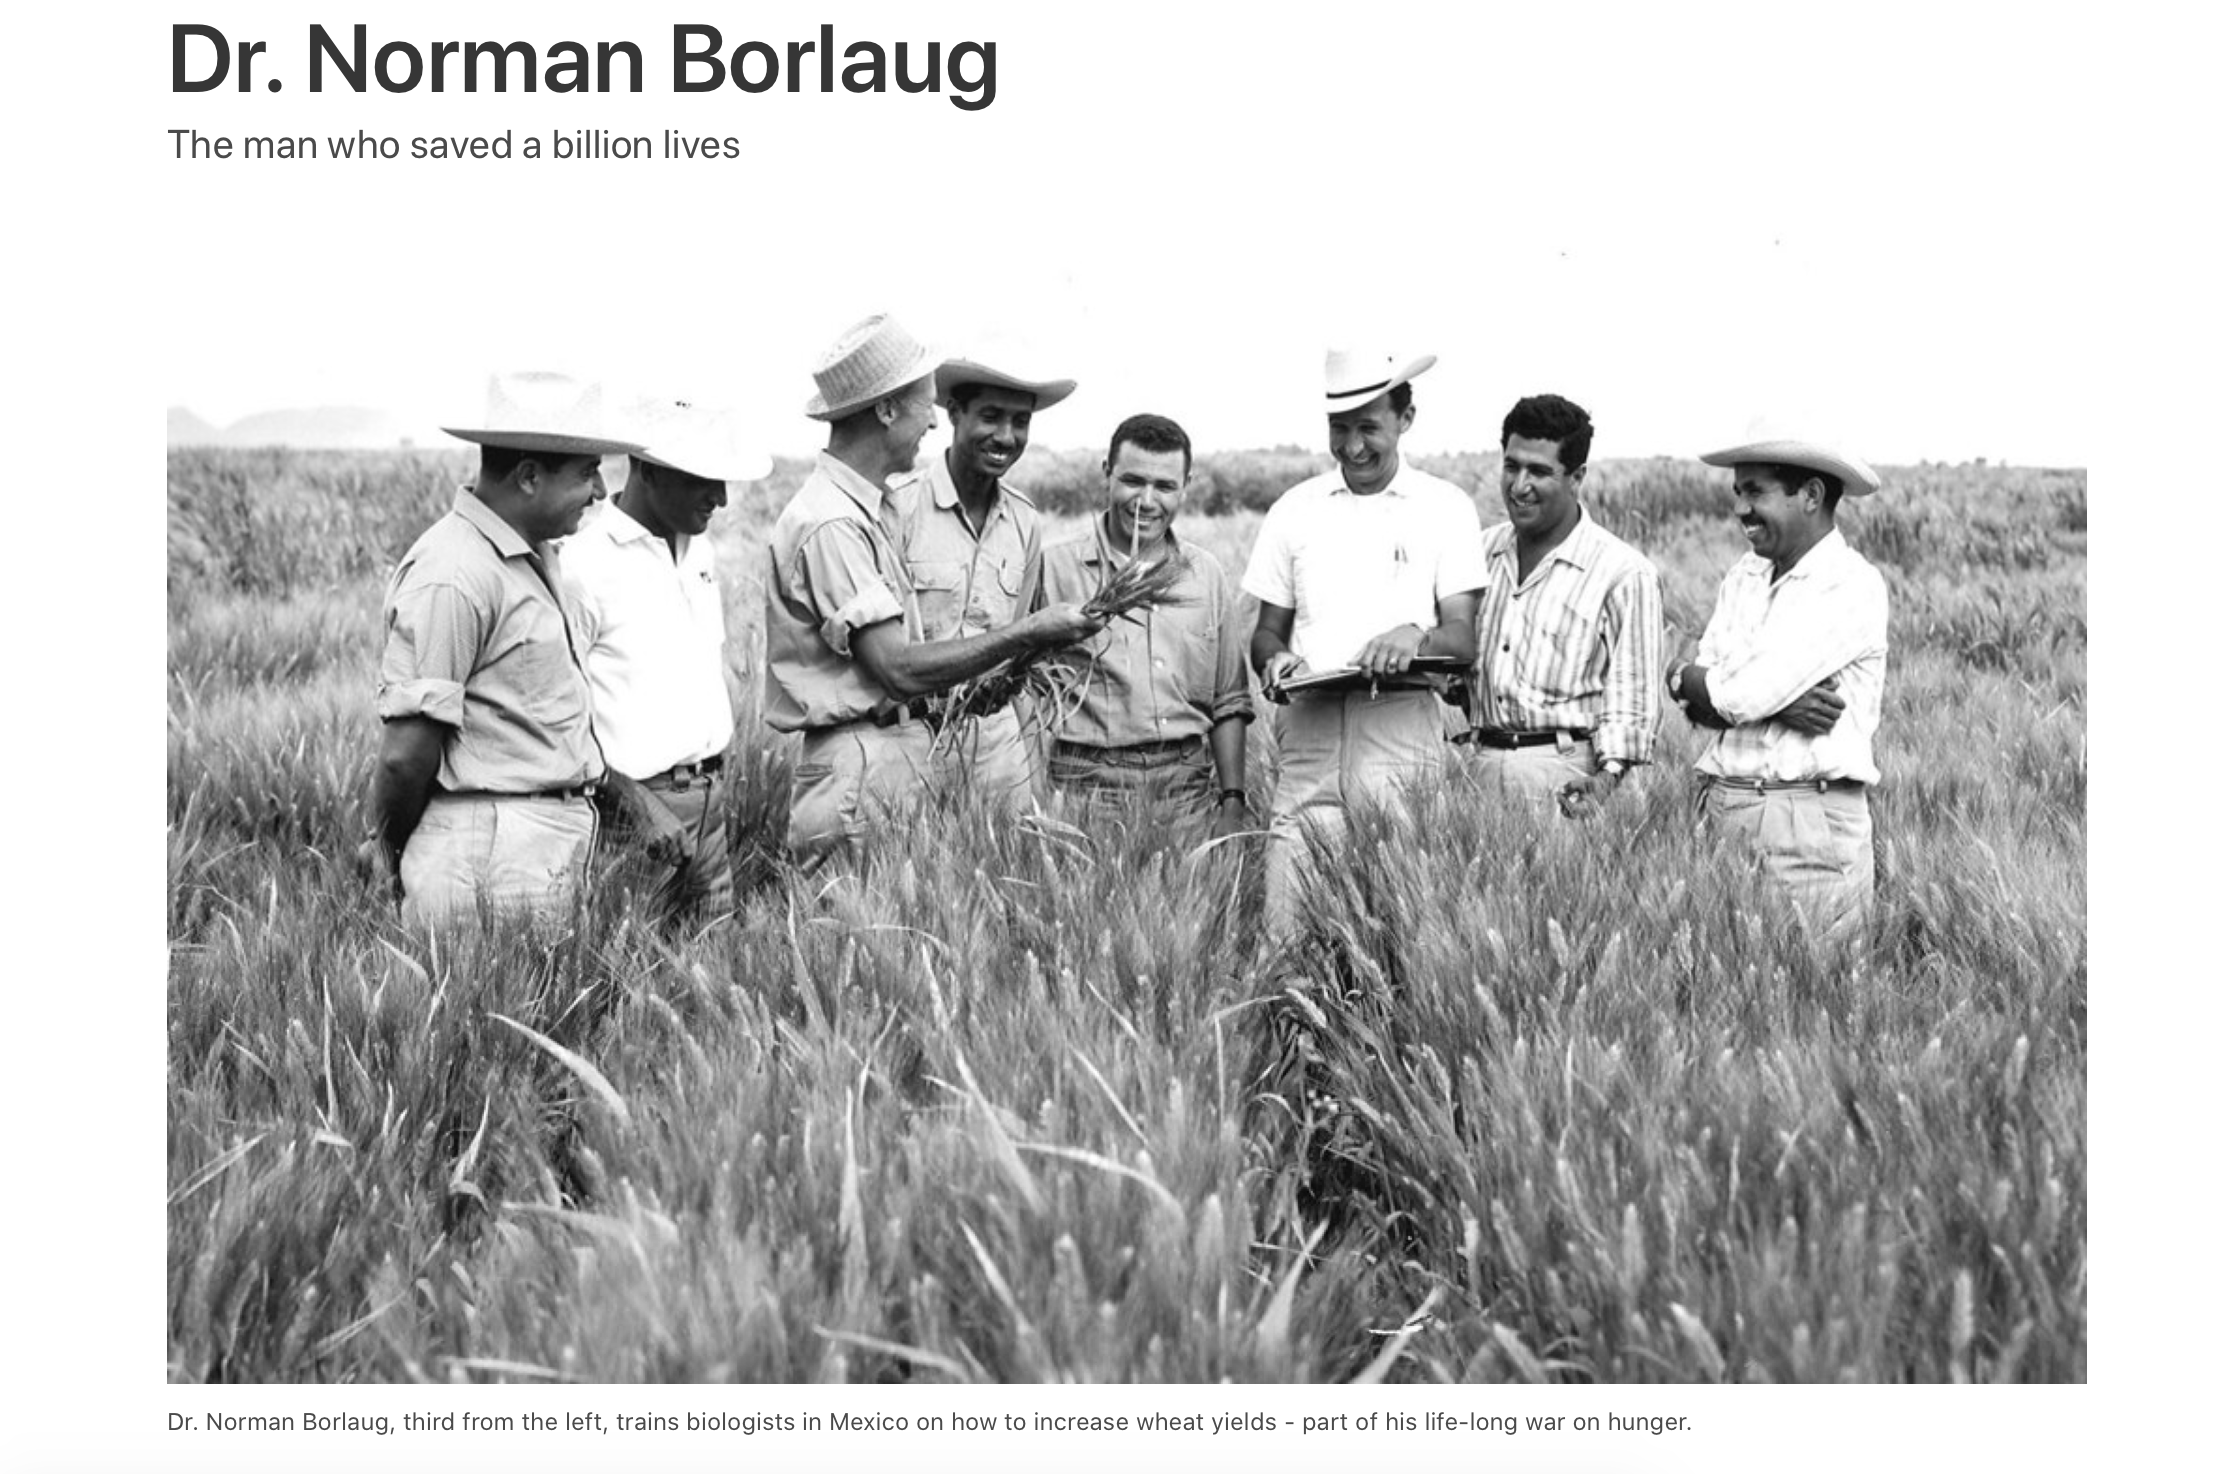 Dr. Norman Borlaug
The man who saved a billion lives
Dr. Norman Borlaug, third from the left, trains biologists in Mexico on how to increase wheat yields - part of his life-long war on hunger.